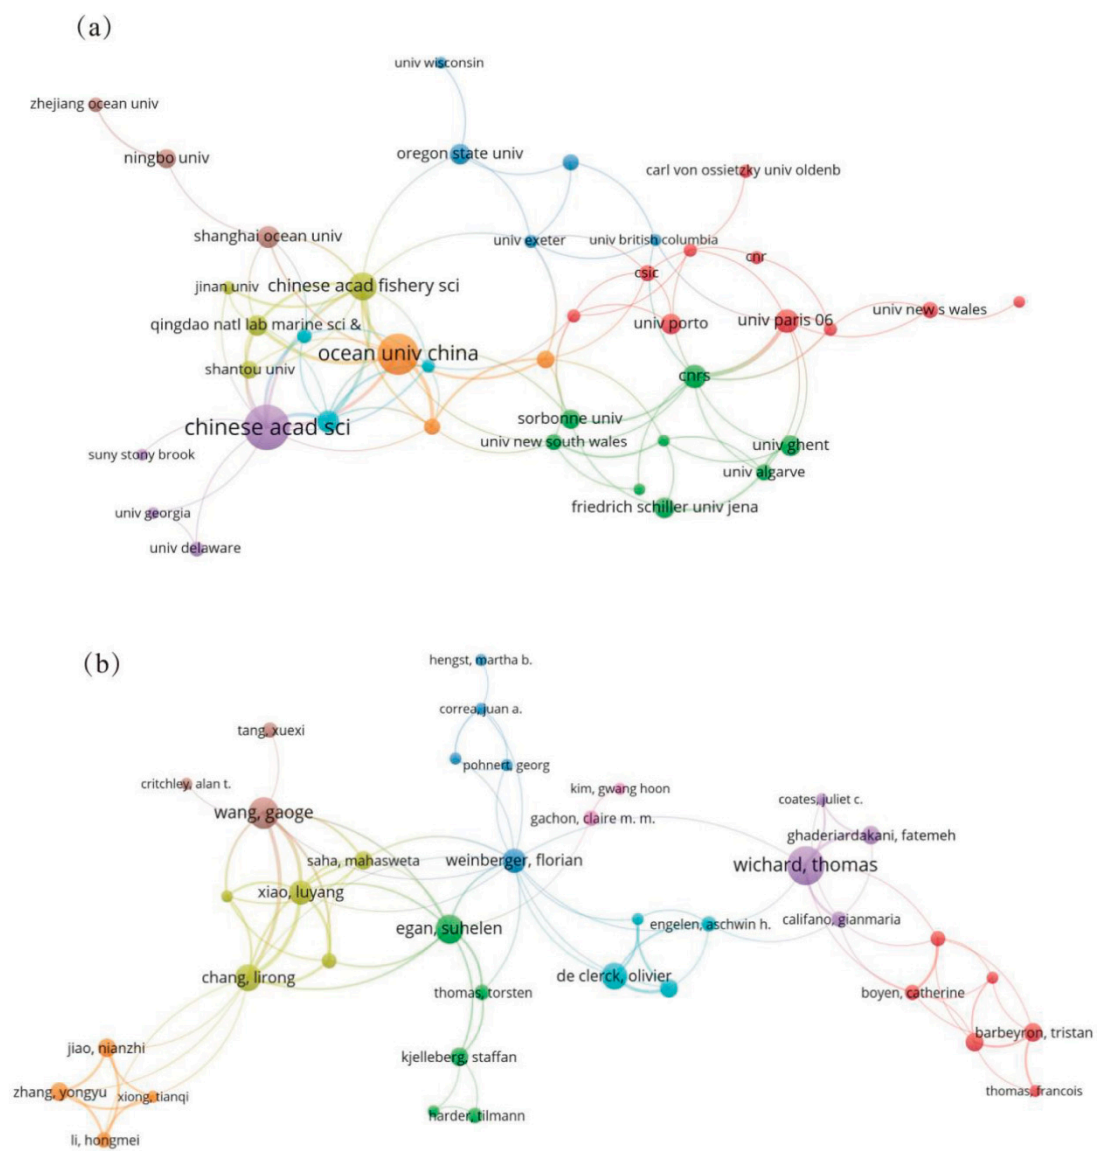 (a)
univ wisconsin
zhejiang ocean univ
ningbo univ
oregon state univ
carl von ossietzky univ oldenb
shanghai ocean univ
univ exeter
univ british columbia
cnr
csic
jinan univ
chinese acad fishery sci
univ new s wales
qingdao natl lab marine sci &
univ porto
univ paris 06
ocean univ china
shantou univ
cnrs
sorbonne univ
chinese acad sci
univ new south wales
univ ghent
suny stony brook
univ algarve
friedrich schiller univ jena
univ georgia
univ delaware
(b)
hengst, martha b.
correa, juan a.
tang, xuexi
pohnert, georg
critchley, alan t.
kim, gwang hoon
coates, juliet c.
wang, gaoge
gachon, claire m. m.
ghaderiardakani, fatemeh
saha, mahasweta
weinberger, florian
wichard, thomas
xiao, luyang
egan, suhelen
engelen, aschwin h.
califano, gianmaria
chang, lirong
de clerck, olivier
thomas, torsten
boyen, catherine
barbeyron, tristan
jiao, nianzhi
kjelleberg, staffan
zhang, yongyu
xiong, tianqi
thomas, francois
harder, tilmann
li, hongmei